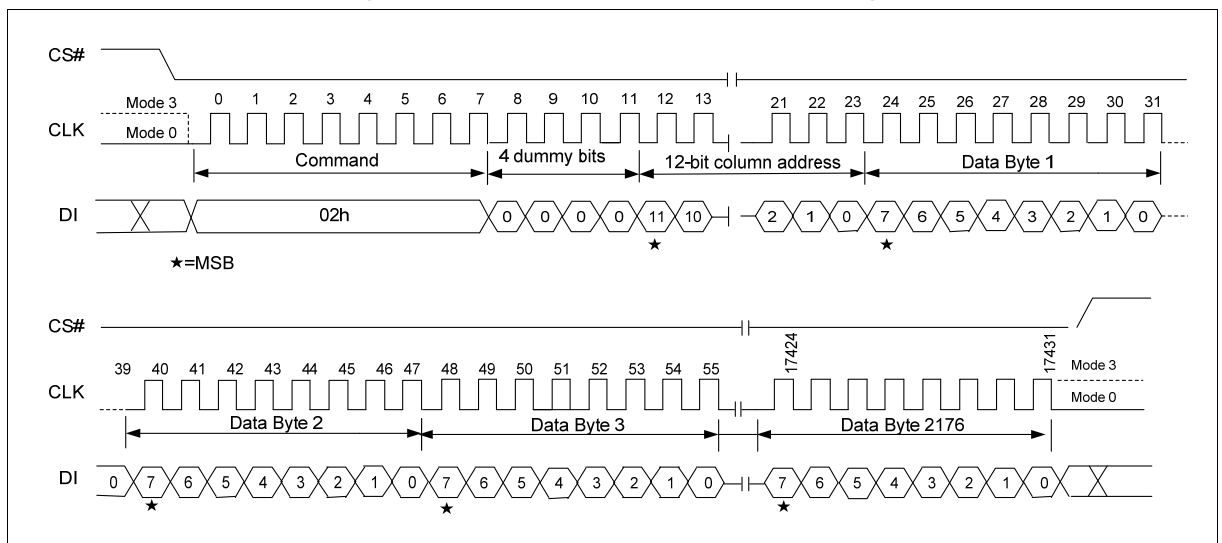 CS#
Mode 3 0 1 2 3 4 5 6 7 8 9 10 11 12 13 21 22 23 24 25 26 27 28 29 30 31
CLK Mode 0
Command 4 dummy bits 12-bit column address Data Byte 1
DI 02h 0 0 0 0 11 10 2 1 0 7 6 5 4 3 2 1 0
★ ★
★=MSB
CS#
39 40 41 42 43 44 45 46 47 48 49 50 51 52 53 54 55 17424 17431 Mode 3
CLK Mode 0
Data Byte 2 Data Byte 3 Data Byte 2176
DI 0 7 6 5 4 3 2 1 0 7 6 5 4 3 2 1 0 7 6 5 4 3 2 1 0
★ ★ ★